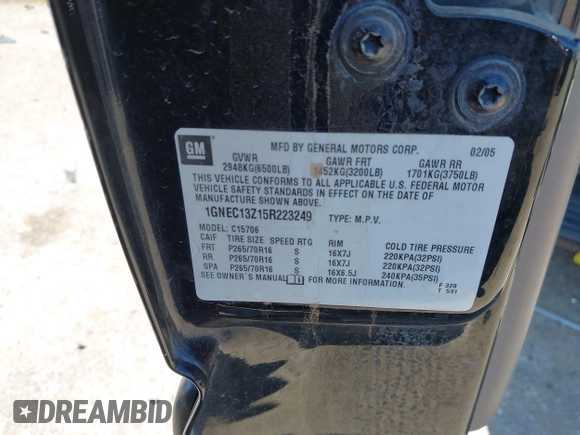 GM
MFD BY GENERAL MOTORS CORP. 02/05
GVWR GAWR FRT GAWR RR
2948KG(6500LB) 1452KG(3200LB) 1701KG(3750LB)
THIS VEHICLE CONFORMS TO ALL APPLICABLE U.S. FEDERAL MOTOR
VEHICLE SAFETY STANDARDS IN EFFECT ON THE DATE OF
MANUFACTURE SHOWN ABOVE.
1GNEC13Z15R223249 TYPE: M.P.V.
MODEL: C15706
CAIF TIRE SIZE SPEED RTG RIM COLD TIRE PRESSURE
FRT P265/70R16 S 16X7J 220KPA(32PSI)
RR P265/70R16 S 16X7J 220KPA(32PSI)
SPA P265/70R16 S 16X6.5J 240KPA(35PSI)
SEE OWNER'S MANUAL FOR MORE INFORMATION
F 328
T 591
DREAMBID